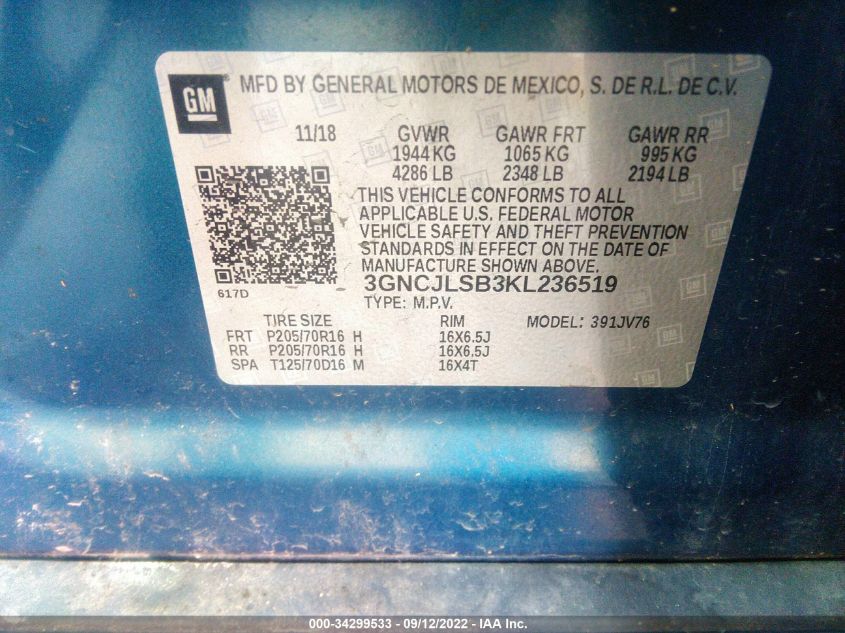 GM
MFD BY GENERAL MOTORS DE MEXICO, S. DE R.L. DE C.V.
11/18 GVWR GAWR FRT GAWR RR
1944 KG 1065 KG 995 KG
4286 LB 2348 LB 2194 LB
THIS VEHICLE CONFORMS TO ALL
APPLICABLE U.S. FEDERAL MOTOR
VEHICLE SAFETY AND THEFT PREVENTION
STANDARDS IN EFFECT ON THE DATE OF
MANUFACTURE SHOWN ABOVE.
617D 3GNCJLSB3KL236519
TYPE: M.P.V.
TIRE SIZE RIM MODEL: 391JV76
FRT P205/70R16 H 16X6.5J
RR P205/70R16 H 16X6.5J
SPA T125/70D16 M 16X4T
000-34299533 - 09/12/2022 - IAA Inc.